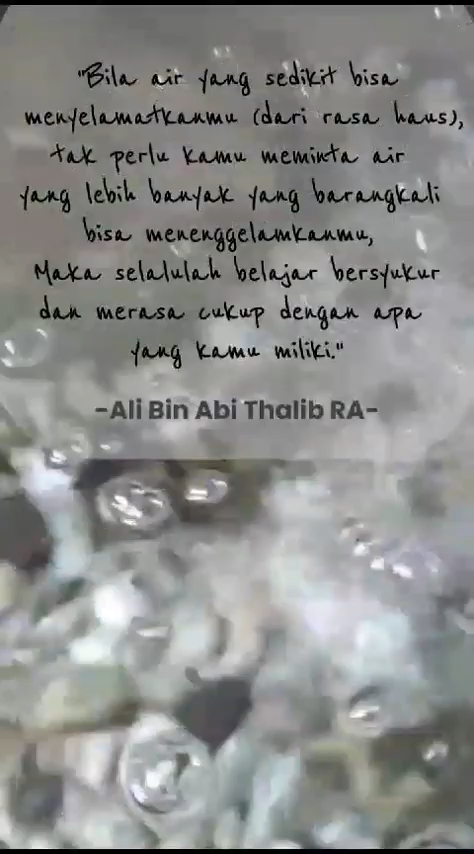 "Bila air yang sedikit bisa
menyelamatkanmu (dari rasa haus),
tak perlu kamu meminta air
yang lebih banyak yang barangkali
bisa menenggelamkanmu,
Maka selalulah belajar bersyukur
dan merasa cukup dengan apa
yang kamu miliki."
-Ali Bin Abi Thalib RA-